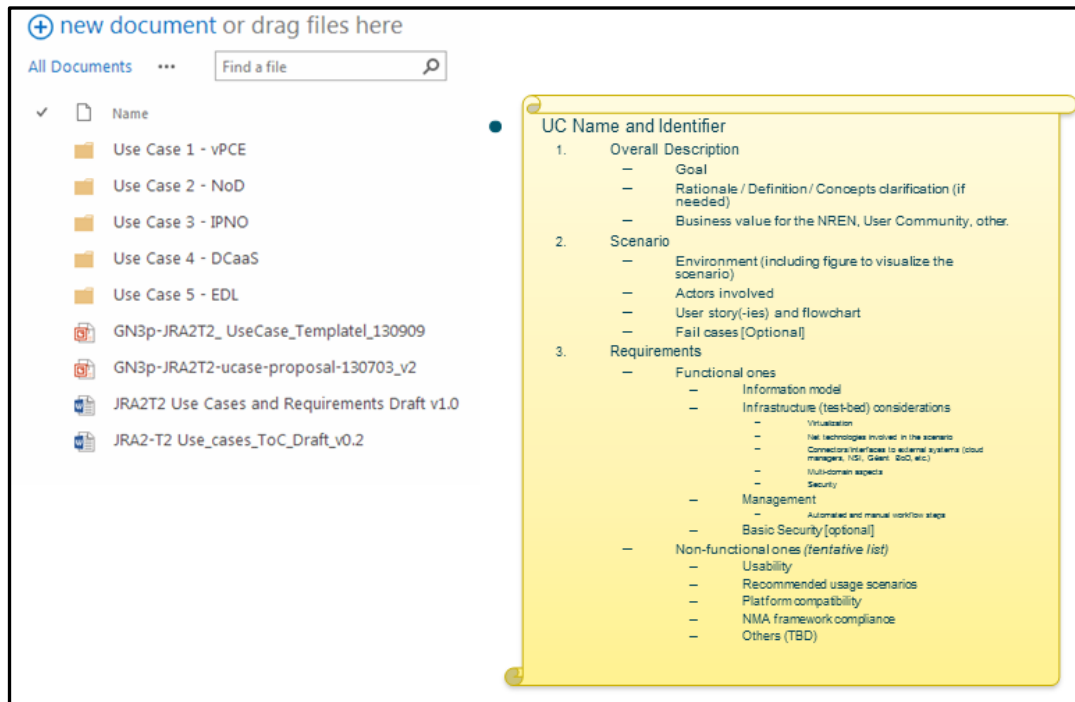 new document or drag files here
All Documents ...
Find a file
Name
Use Case 1 - vPCE
Use Case 2 - NoD
Use Case 3 - IPNO
Use Case 4 - DCaaS
Use Case 5 - EDL
GN3p-JRA2T2_ UseCase_Templatel_130909
GN3p-JRA2T2-ucase-proposal-130703_v2
JRA2T2 Use Cases and Requirements Draft v1.0
JRA2-T2 Use_cases_ToC_Draft_v0.2
• UC Name and Identifier
1. Overall Description
– Goal
– Rationale / Definition / Concepts clarification (if
needed)
– Business value for the NREN, User Community, other.
2. Scenario
– Environment (including figure to visualize the
scenario)
– Actors involved
– User story(-ies) and flowchart
– Fail cases [Optional]
3. Requirements
– Functional ones
– Information model
– Infrastructure (test-bed) considerations
– Virtualization
– Net technologies involved in the scenario
– Connectors/interfaces to external systems (cloud
managers, NSI, Géant BoD, etc.)
– Multi-domain aspects
– Security
– Management
– Automated and manual workflow steps
– Basic Security [optional]
– Non-functional ones (tentative list)
– Usability
– Recommended usage scenarios
– Platform compatibility
– NMA framework compliance
– Others (TBD)